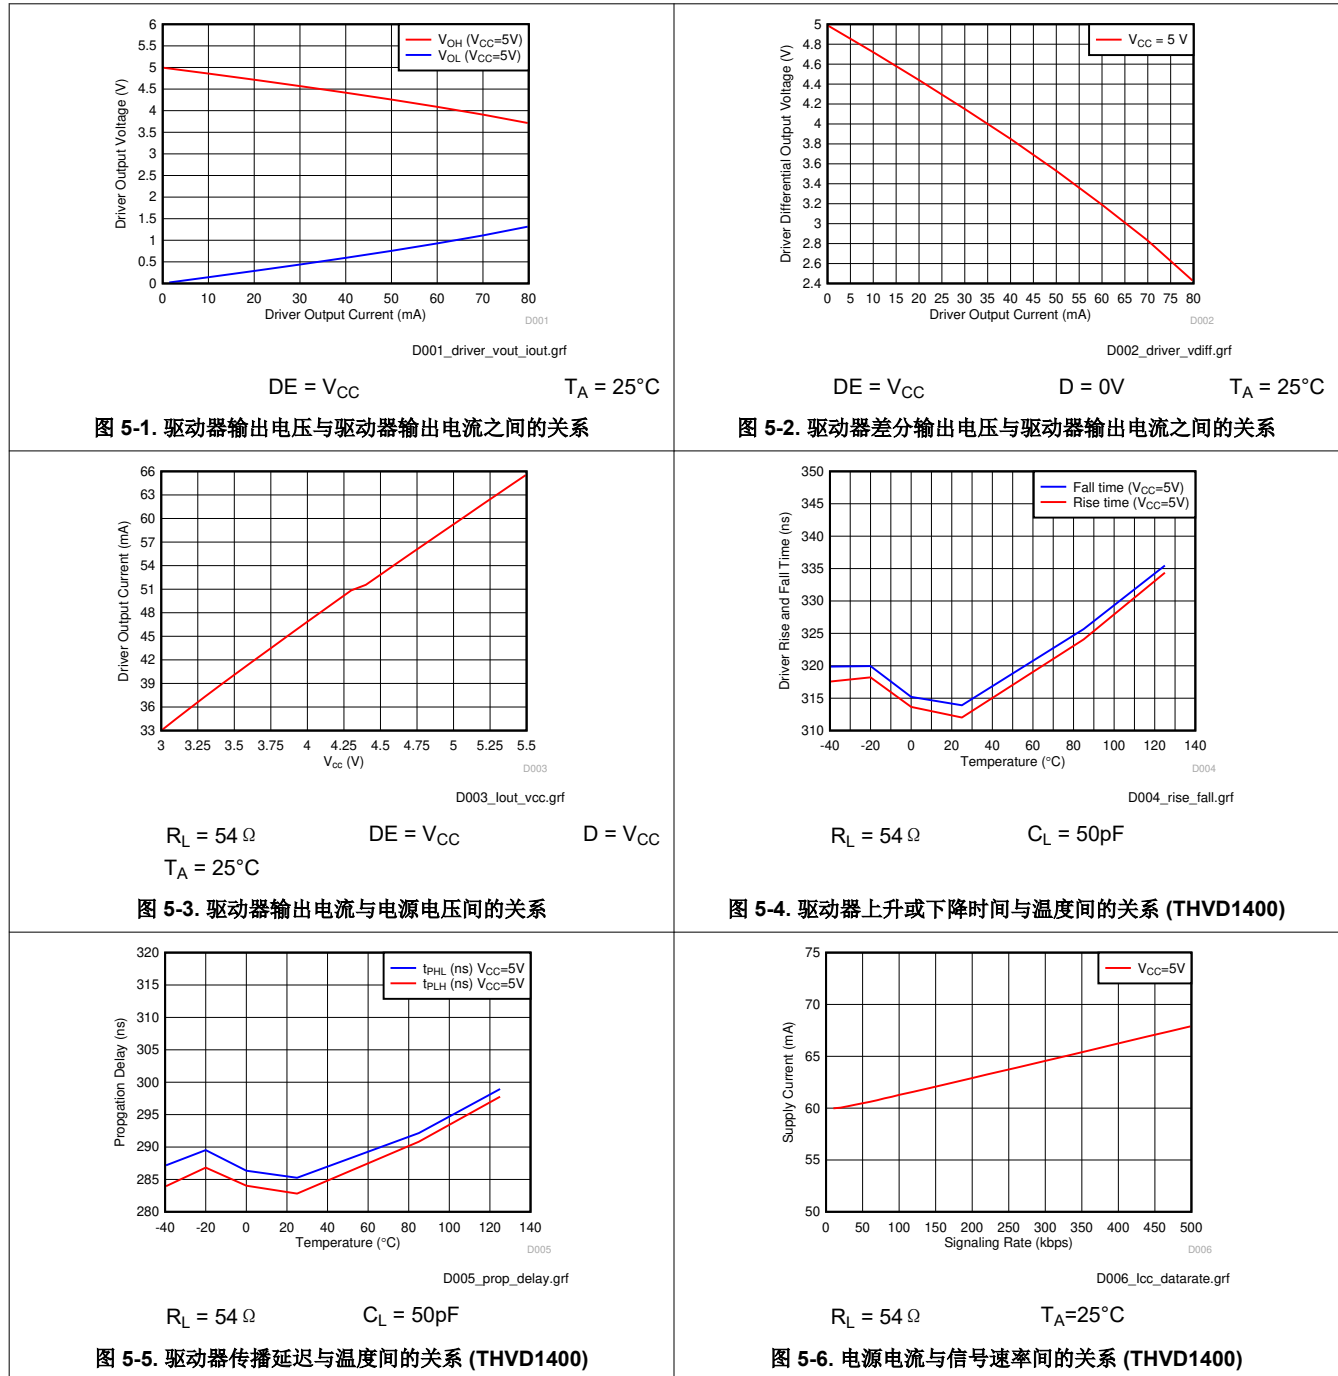 6
5.5
5
4.5
4
3.5
3
2.5
2
1.5
1
0.5
0
0 10 20 30 40 50 60 70 80
Driver Output Voltage (V)
Driver Output Current (mA)
VOH (VCC=5V)
VOL (VCC=5V)
D001
D001_driver_vout_iout.grf
DE = VCC TA = 25°C
图 5-1. 驱动器输出电压与驱动器输出电流之间的关系
5
4.8
4.6
4.4
4.2
4
3.8
3.6
3.4
3.2
3
2.8
2.6
2.4
0 5 10 15 20 25 30 35 40 45 50 55 60 65 70 75 80
Driver Differential Output Voltage (V)
Driver Output Current (mA)
VCC = 5 V
D002
D002_driver_vdiff.grf
DE = VCC D = 0V TA = 25°C
图 5-2. 驱动器差分输出电压与驱动器输出电流之间的关系
66
63
60
57
54
51
48
45
42
39
36
33
3 3.25 3.5 3.75 4 4.25 4.5 4.75 5 5.25 5.5
Driver Output Current (mA)
Vcc (V)
D003
D003_Iout_vcc.grf
RL = 54 Ω DE = VCC D = VCC
TA = 25°C
图 5-3. 驱动器输出电流与电源电压间的关系
350
345
340
335
330
325
320
315
310
-40 -20 0 20 40 60 80 100 120 140
Driver Rise and Fall Time (ns)
Temperature (°C)
Fall time (VCC=5V)
Rise time (VCC=5V)
D004
D004_rise_fall.grf
RL = 54 Ω CL = 50pF
图 5-4. 驱动器上升或下降时间与温度间的关系 (THVD1400)
320
315
310
305
300
295
290
285
280
-40 -20 0 20 40 60 80 100 120 140
Propgation Delay (ns)
Temperature (°C)
tPHL (ns) VCC=5V
tPLH (ns) VCC=5V
D005
D005_prop_delay.grf
RL = 54 Ω CL = 50pF
图 5-5. 驱动器传播延迟与温度间的关系 (THVD1400)
75
70
65
60
55
50
0 50 100 150 200 250 300 350 400 450 500
Supply Current (mA)
Signaling Rate (kbps)
VCC=5V
D006
D006_Icc_datarate.grf
RL = 54 Ω TA=25°C
图 5-6. 电源电流与信号速率间的关系 (THVD1400)